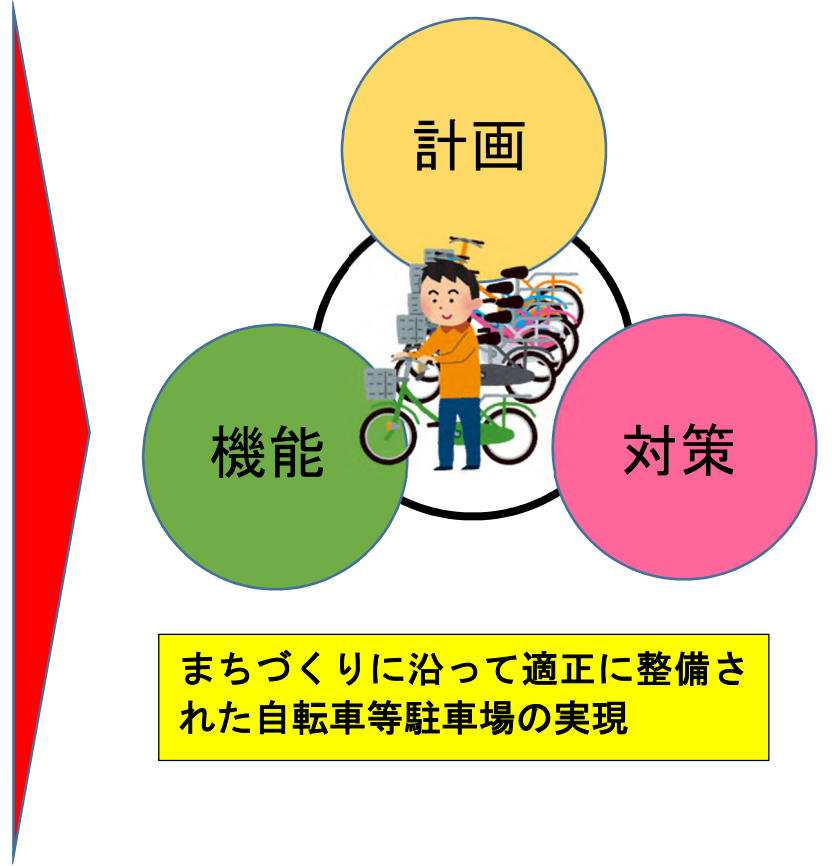 計画
機能
対策
まちづくりに沿って適正に整備さ
れた自転車等駐車場の実現